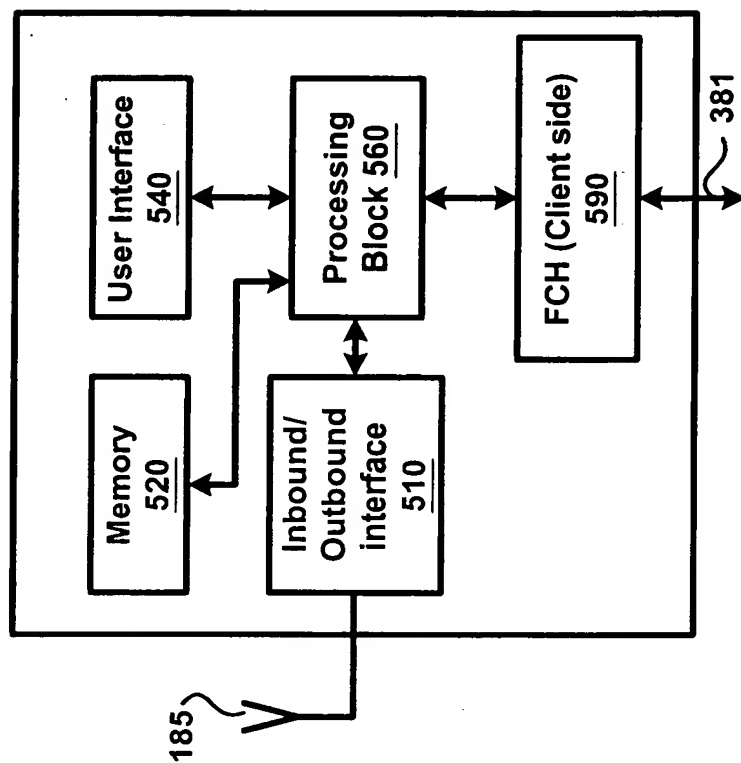 Memory
520
User Interface
540
Inbound/
Outbound
interface
510
Processing
Block 560
FCH (Client side)
590
185
381